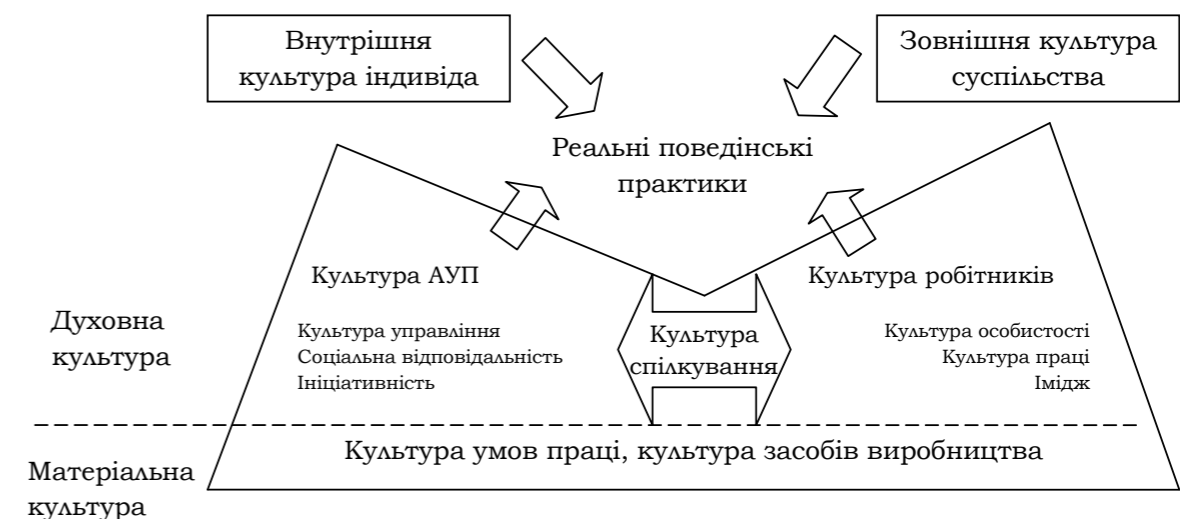 Внутрішня
культура індивіда
Зовнішня культура
суспільства
Реальні поведінські
практики
Культура АУП
Культура робітників
Духовна
культура
Культура управління
Соціальна відповідальність
Ініціативність
Культура
спілкування
Культура особистості
Культура праці
Імідж
Культура умов праці, культура засобів виробництва
Матеріальна
культура